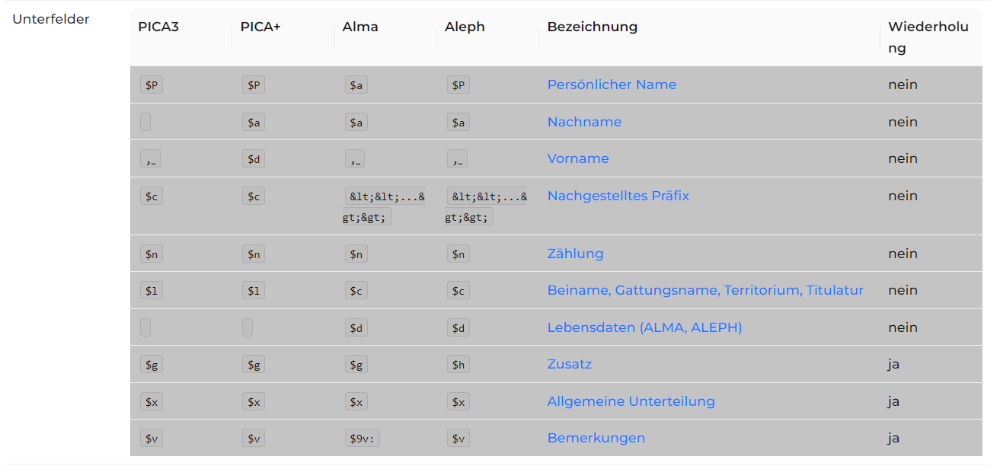 Unterfelder
PICA3 PICA+ Alma Aleph Bezeichnung Wiederholu
ng
$P $P $a $P Persönlicher Name nein
$a $a $a Nachname nein
,␣ $d ,␣ ,␣ Vorname nein
$c $c &lt;&lt;...& &lt;&lt;...& Nachgestelltes Präfix nein
gt;&gt; gt;&gt;
$n $n $n $n Zählung nein
$l $l $c $c Beiname, Gattungsname, Territorium, Titulatur nein
$d $d Lebensdaten (ALMA, ALEPH) nein
$g $g $g $h Zusatz ja
$x $x $x $x Allgemeine Unterteilung ja
$v $v $9v: $v Bemerkungen ja